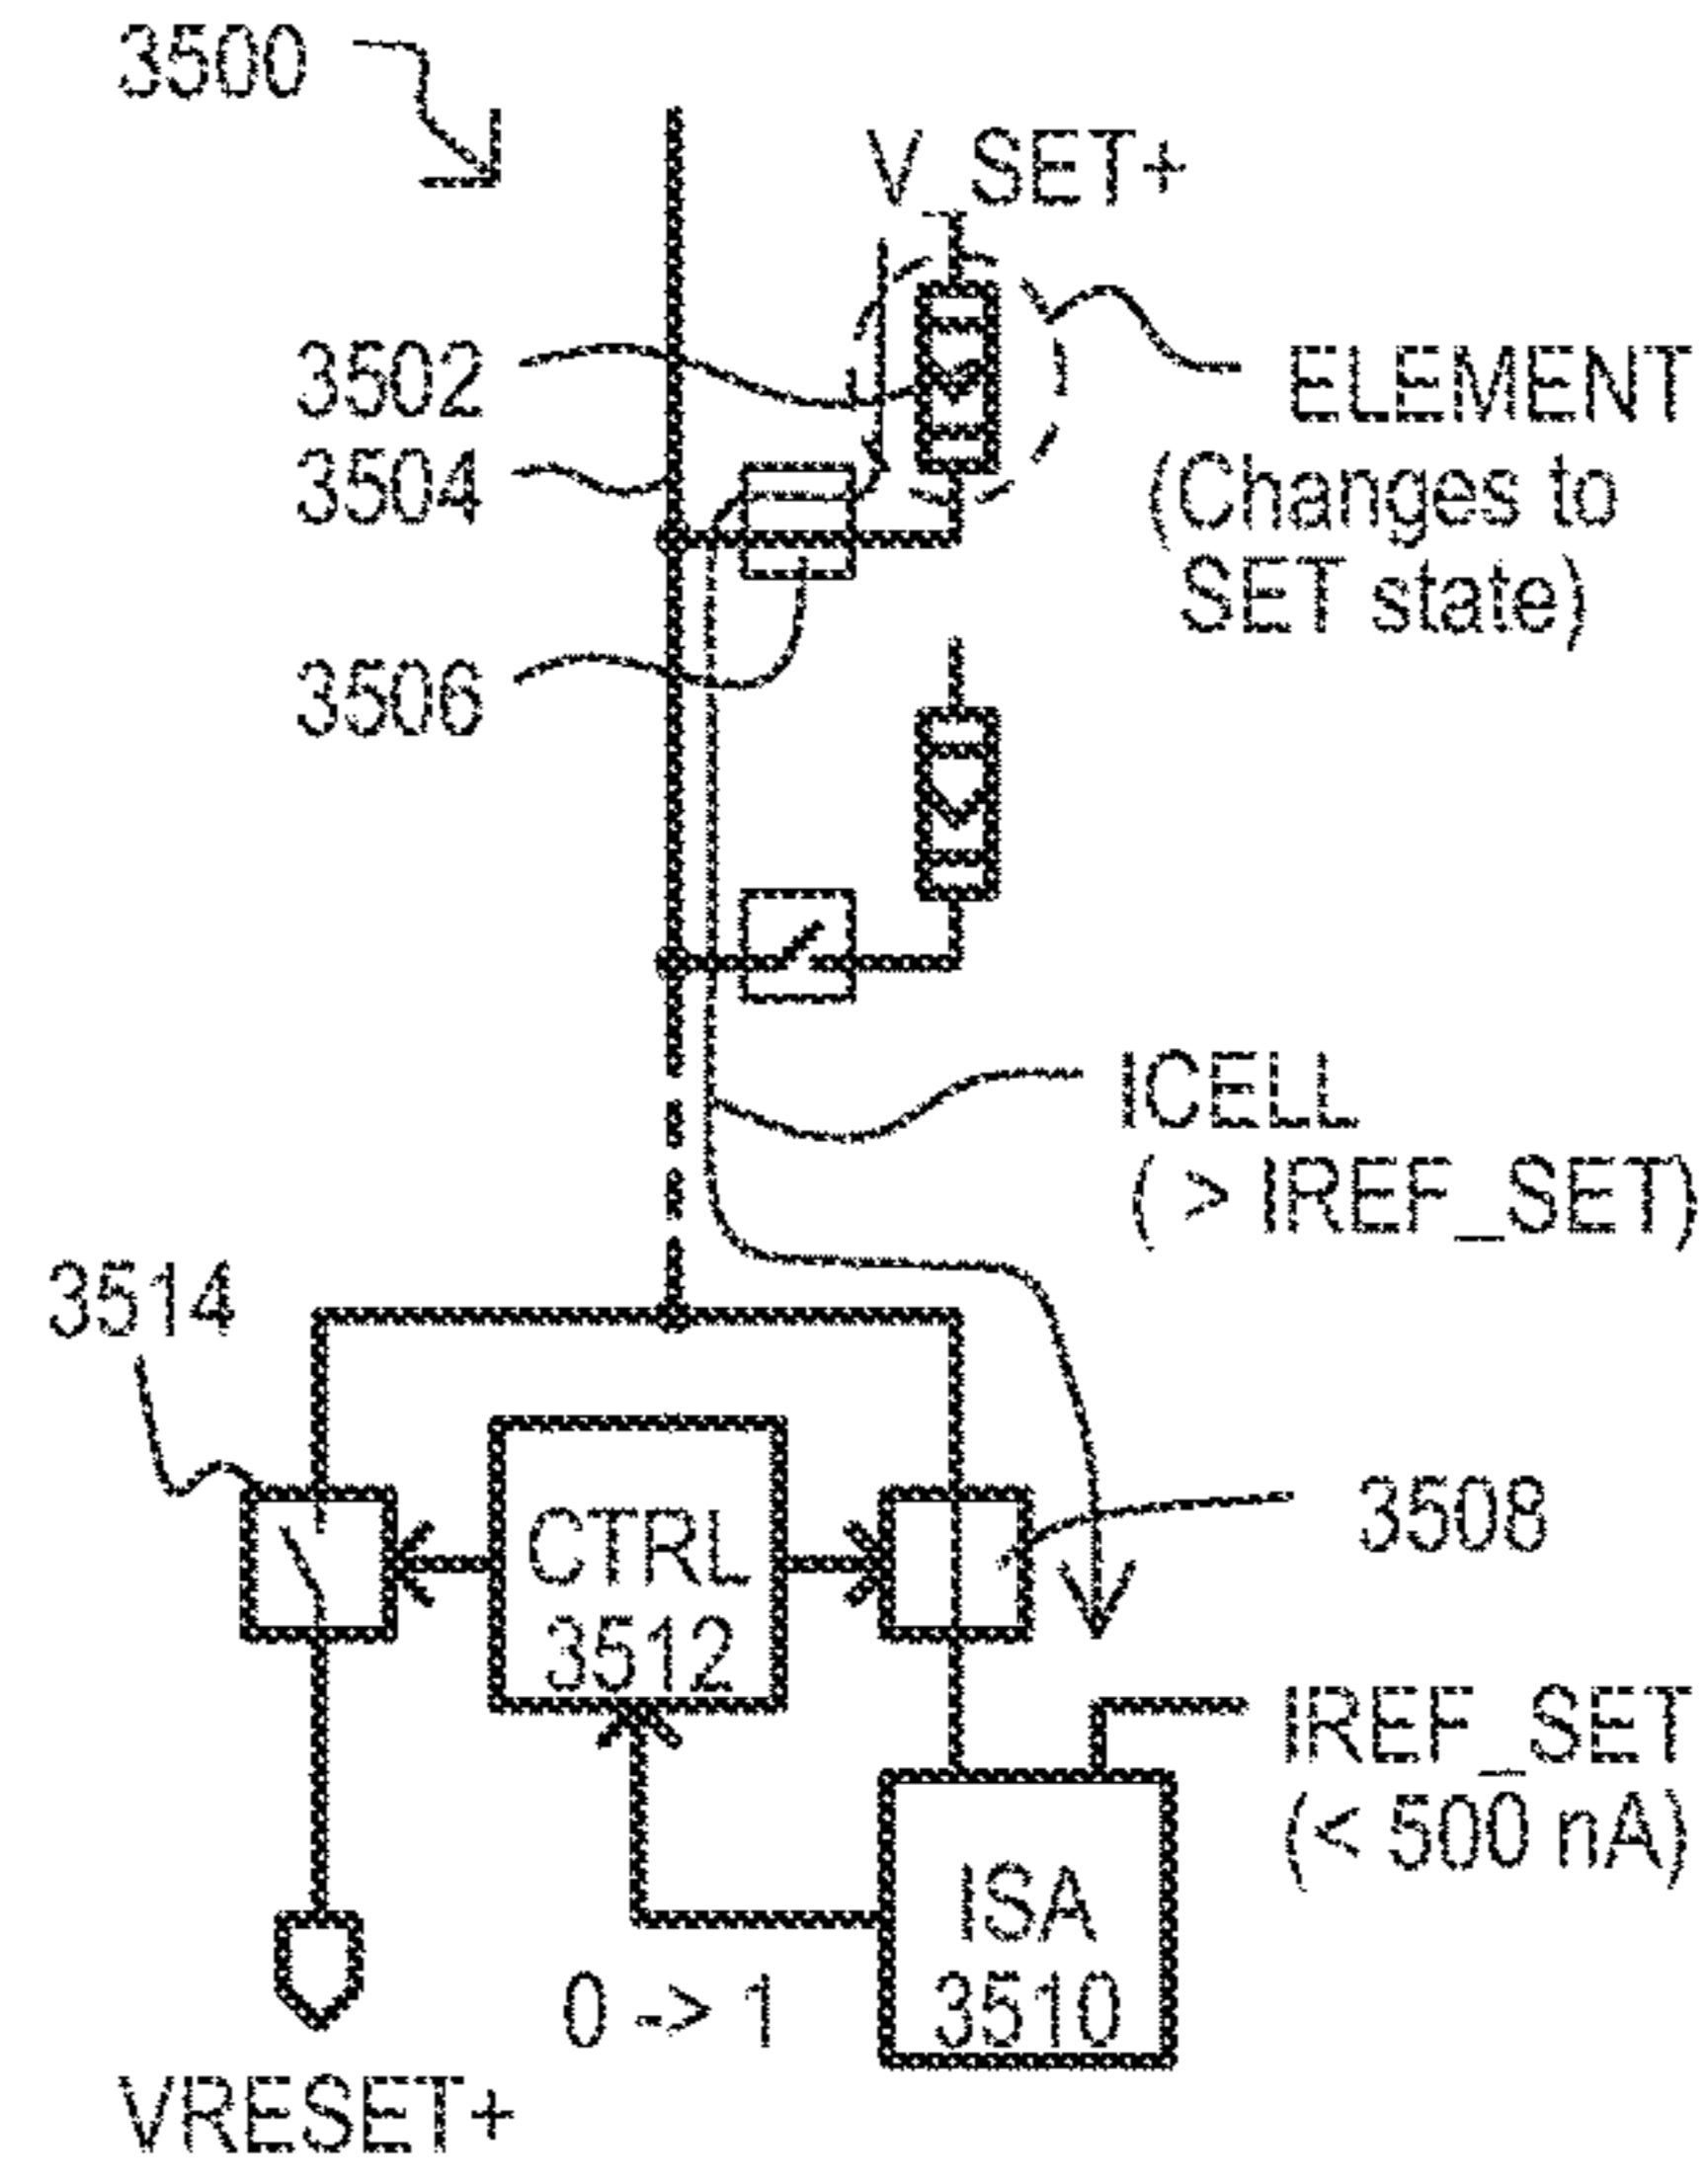 3500
V_SET+
3502
ELEMENT
3504
(Changes to
SET state)
3506
ICELL
( > IREF_SET)
3514
CTRL
3512
3508
IREF_SET
(< 500 nA)
ISA
3510
0 -> 1
VRESET+